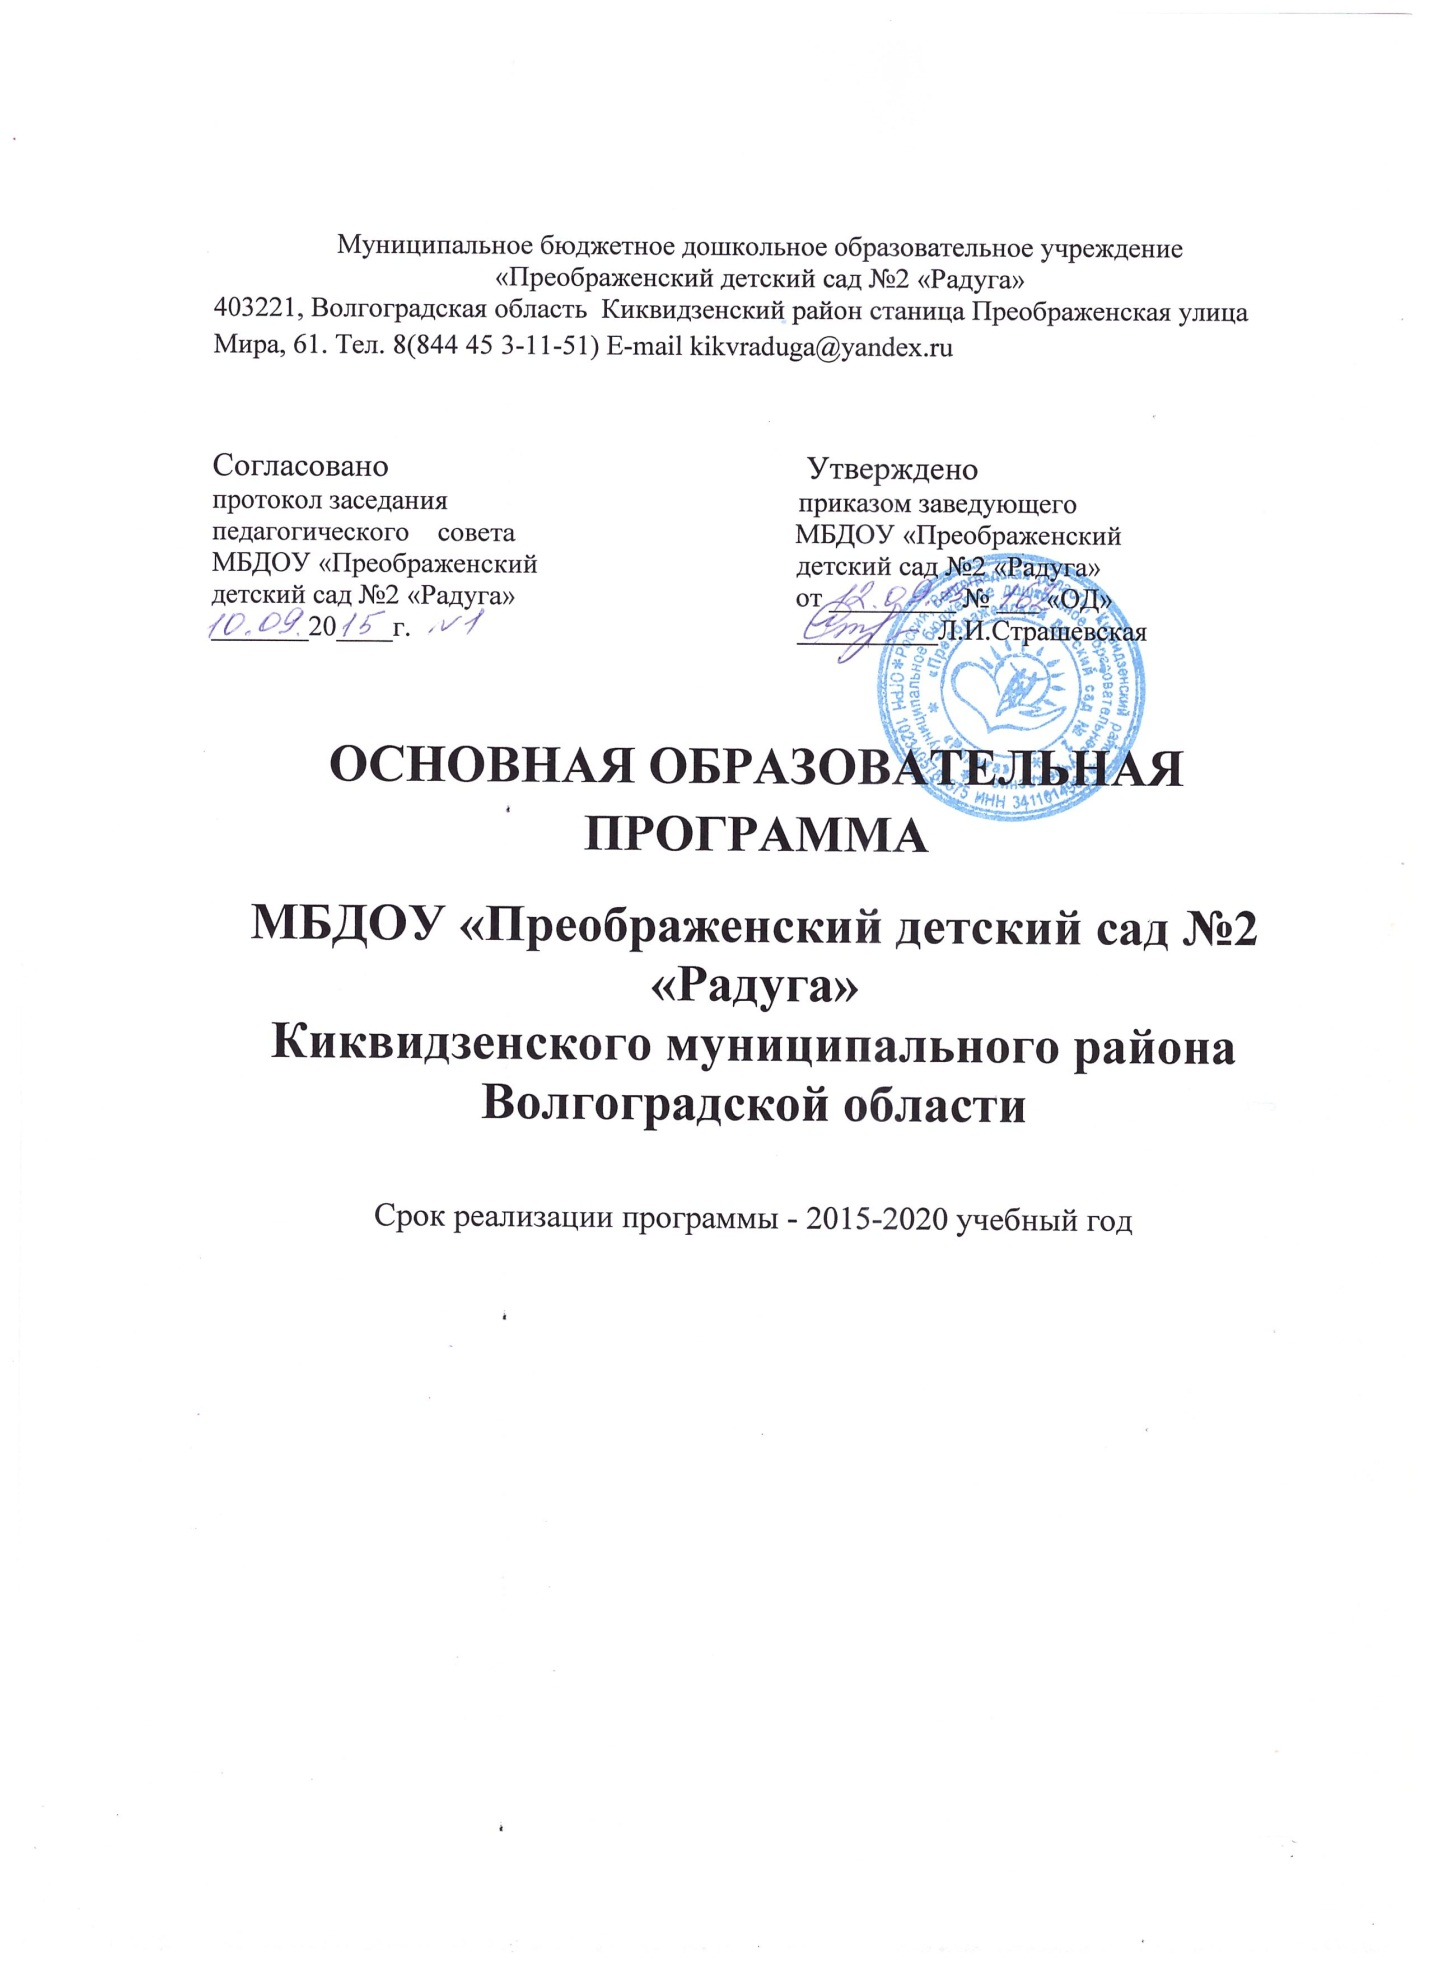 Муниципальное бюджетное дошкольное образовательное учреждение
«Преображенский детский сад №2 «Радуга»
403221, Волгоградская область Киквидзенский район станица Преображенская улица
Мира, 61. Тел. 8(844 45 3-11-51) E-mail kikvraduga@yandex.ru
Согласовано
протокол заседания
педагогического совета
МБДОУ «Преображенский
детский сад №2 «Радуга»
10.09.2015г. №1
Утверждено
приказом заведующего
МБДОУ «Преображенский
детский сад №2 «Радуга»
от 12.09. № «ОД»
Л.И.Страшевская
ОСНОВНАЯ ОБРАЗОВАТЕЛЬНАЯ
ПРОГРАММА
МБДОУ «Преображенский детский сад №2
«Радуга»
Киквидзенского муниципального района
Волгоградской области
Срок реализации программы - 2015-2020 учебный год